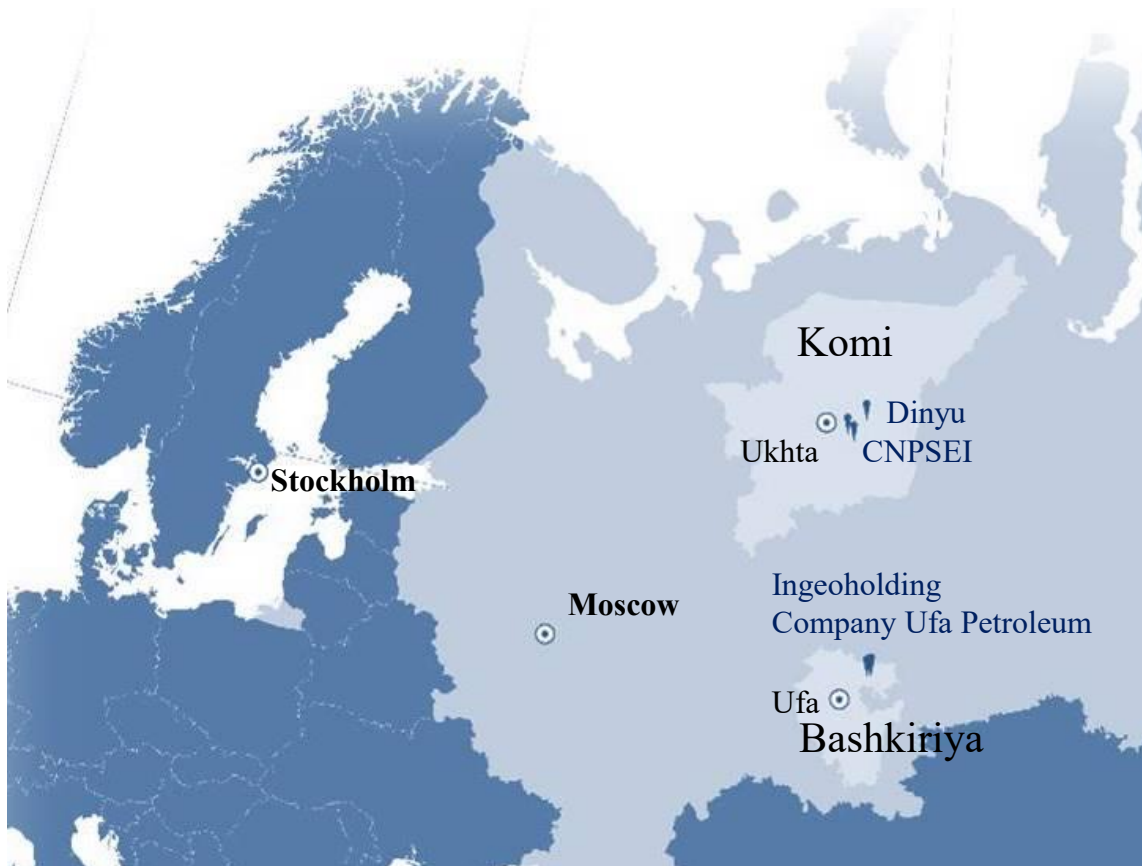 Komi
Dinyu
Ukhta
CNPSEI
Stockholm
Ingeoholding
Moscow
Company Ufa Petroleum
Ufa
Bashkiriya